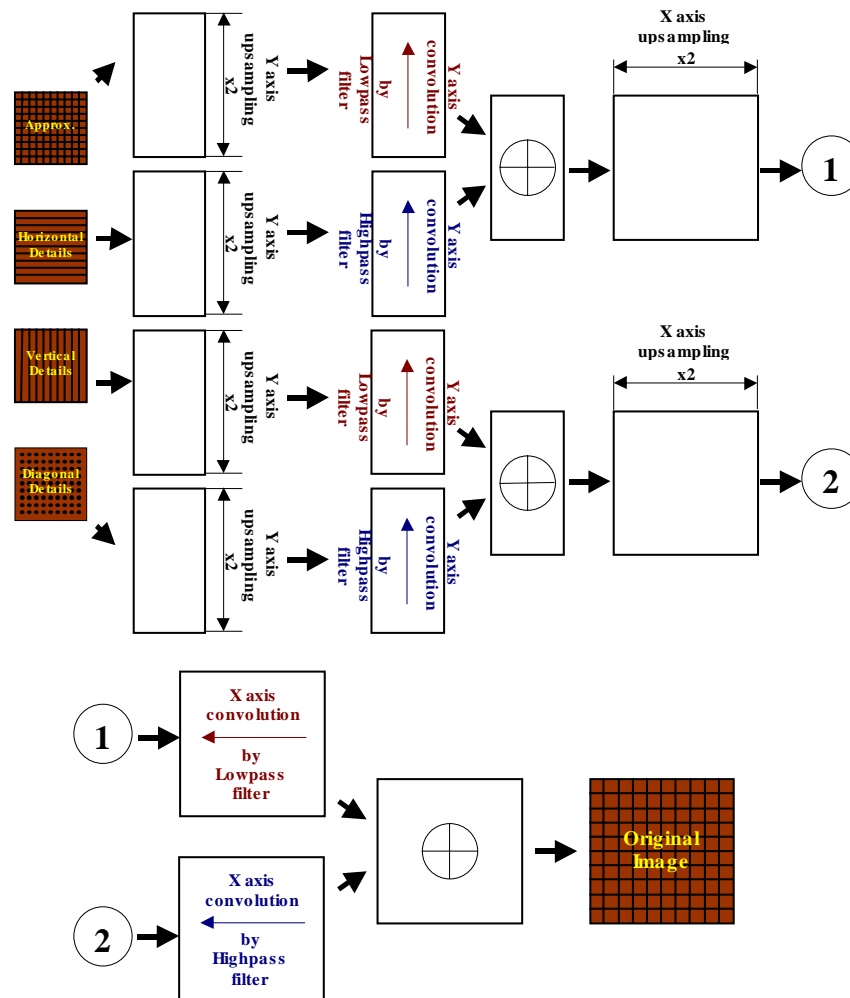 X axis
upsampling
x2
Approx.
x2
Y axis
upsampling
Y axis
convolution
by
Lowpass
filter
1
Horizontal
Details
x2
Y axis
upsampling
Y axis
convolution
by
Highpass
filter
X axis
upsampling
x2
Vertical
Details
x2
Y axis
upsampling
Y axis
convolution
by
Lowpass
filter
2
Diagonal
Details
x2
Y axis
upsampling
Y axis
convolution
by
Highpass
filter
1
X axis
convolution
by
Lowpass
filter
Original
Image
2
X axis
convolution
by
Highpass
filter